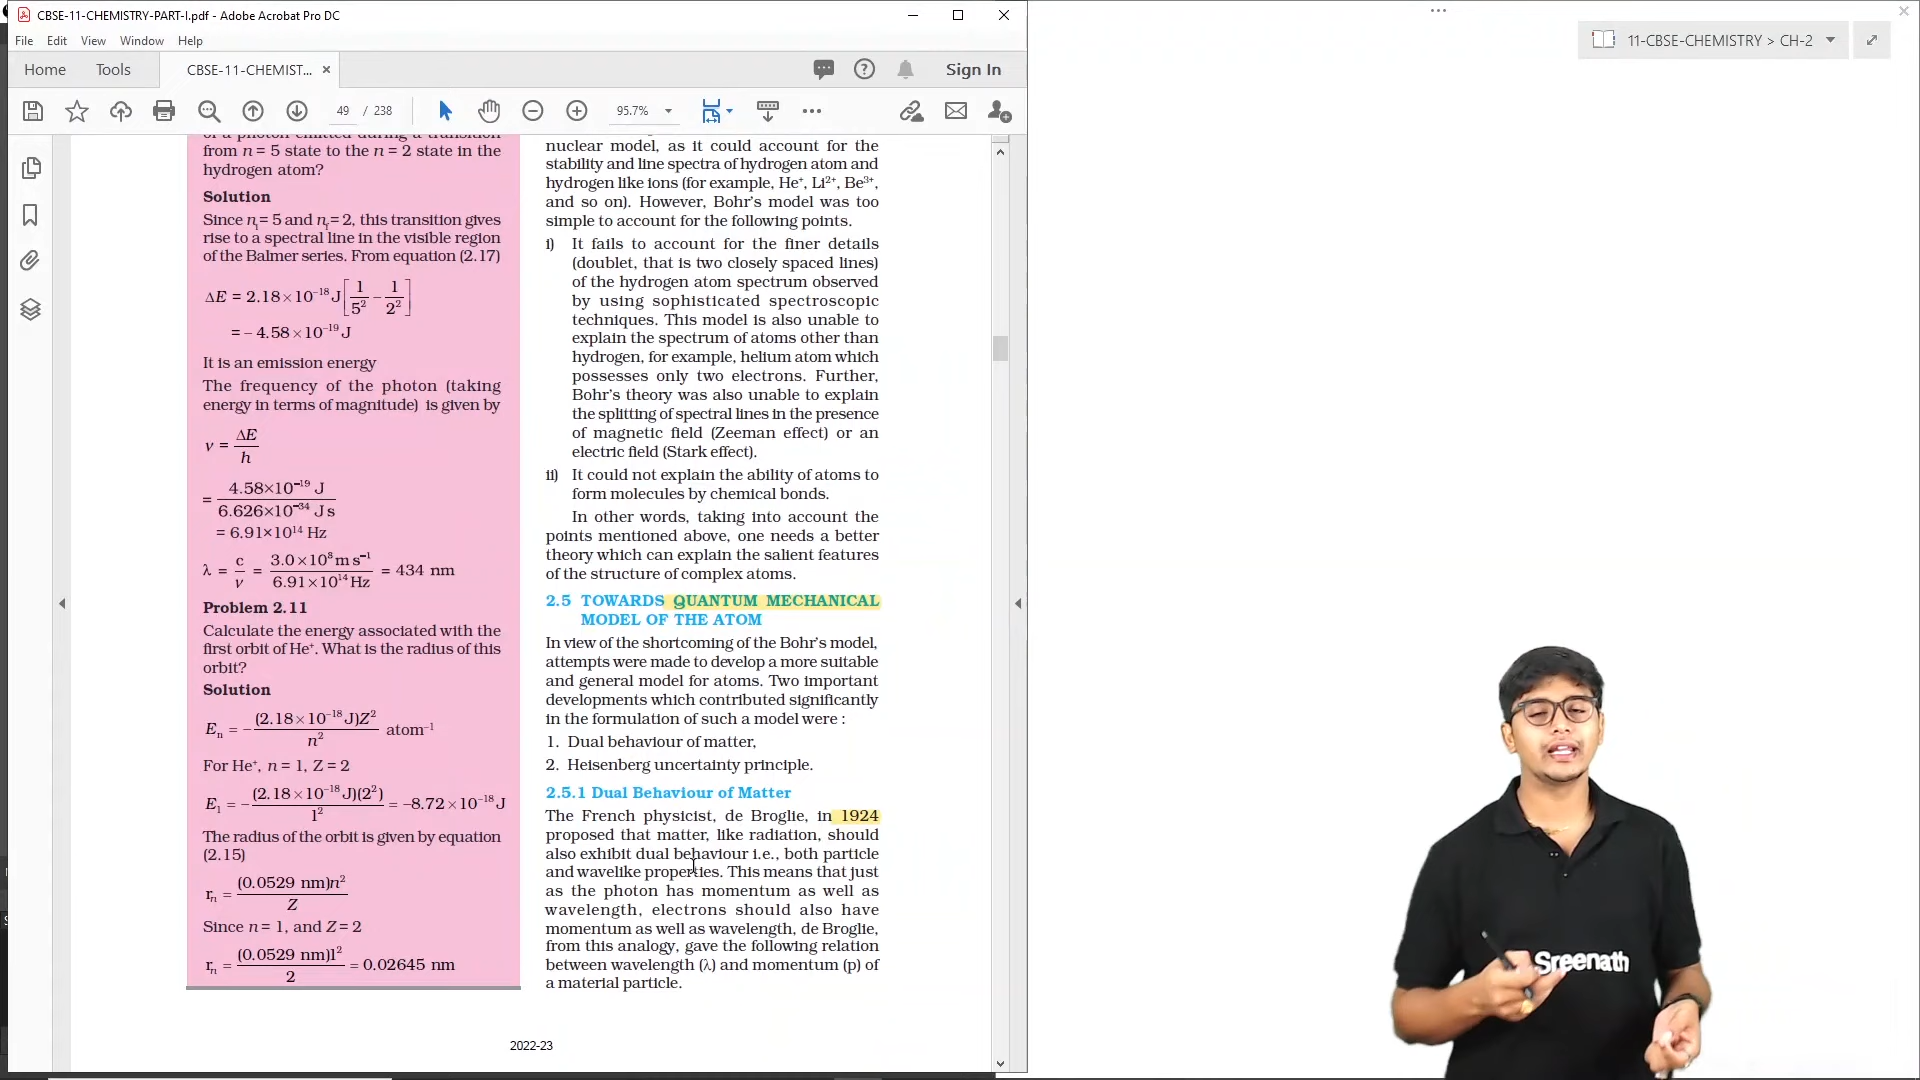 CBSE-11-CHEMISTRY-PART-I.pdf - Adobe Acrobat Pro DC
File Edit View Window Help
Home Tools CBSE-11-CHEMIST... × Sign In
49 / 238 95.7%
of a photon emitted during a transition
from n = 5 state to the n = 2 state in the
hydrogen atom?
Solution
Since nᵢ = 5 and n_f = 2, this transition gives
rise to a spectral line in the visible region
of the Balmer series. From equation (2.17)
ΔE = 2.18×10⁻¹⁸ J [1/5² − 1/2²]
= – 4.58×10⁻¹⁹ J
It is an emission energy
The frequency of the photon (taking
energy in terms of magnitude) is given by
ν = ΔE/h
= 4.58×10⁻¹⁹ J / 6.626×10⁻³⁴ J s
= 6.91×10¹⁴ Hz
λ = c/ν = 3.0×10⁸ m s⁻¹ / 6.91×10¹⁴ Hz = 434 nm
Problem 2.11
Calculate the energy associated with the
first orbit of He⁺. What is the radius of this
orbit?
Solution
Eₙ = −(2.18×10⁻¹⁸ J)Z² / n² atom⁻¹
For He⁺, n = 1, Z = 2
E₁ = −(2.18×10⁻¹⁸ J)(2²) / 1² = −8.72×10⁻¹⁸ J
The radius of the orbit is given by equation
(2.15)
rₙ = (0.0529 nm)n² / Z
Since n = 1, and Z = 2
rₙ = (0.0529 nm)1² / 2 = 0.02645 nm
nuclear model, as it could account for the
stability and line spectra of hydrogen atom and
hydrogen like ions (for example, He⁺, Li²⁺, Be³⁺,
and so on). However, Bohr's model was too
simple to account for the following points.
i) It fails to account for the finer details
(doublet, that is two closely spaced lines)
of the hydrogen atom spectrum observed
by using sophisticated spectroscopic
techniques. This model is also unable to
explain the spectrum of atoms other than
hydrogen, for example, helium atom which
possesses only two electrons. Further,
Bohr's theory was also unable to explain
the splitting of spectral lines in the presence
of magnetic field (Zeeman effect) or an
electric field (Stark effect).
ii) It could not explain the ability of atoms to
form molecules by chemical bonds.
In other words, taking into account the
points mentioned above, one needs a better
theory which can explain the salient features
of the structure of complex atoms.
2.5 TOWARDS QUANTUM MECHANICAL
MODEL OF THE ATOM
In view of the shortcoming of the Bohr's model,
attempts were made to develop a more suitable
and general model for atoms. Two important
developments which contributed significantly
in the formulation of such a model were :
1. Dual behaviour of matter,
2. Heisenberg uncertainty principle.
2.5.1 Dual Behaviour of Matter
The French physicist, de Broglie, in 1924
proposed that matter, like radiation, should
also exhibit dual behaviour i.e., both particle
and wavelike properties. This means that just
as the photon has momentum as well as
wavelength, electrons should also have
momentum as well as wavelength, de Broglie,
from this analogy, gave the following relation
between wavelength (λ) and momentum (p) of
a material particle.
2022-23
11-CBSE-CHEMISTRY > CH-2
Sreenath